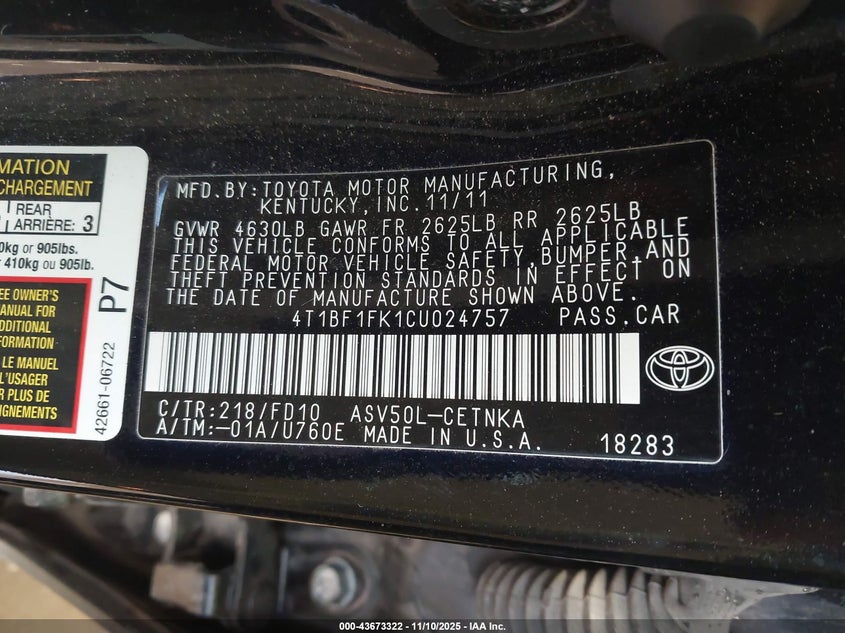 MATION
CHARGEMENT
REAR
ARRIÈRE: 3
0kg or 905lbs.
410kg ou 905lb.
EE OWNER'S
MANUAL FOR
ADDITIONAL
INFORMATION
LE MANUEL
L'USAGER
R PLUS DE
IGNEMENTS
P7
42661-06722
MFD.BY:TOYOTA MOTOR MANUFACTURING,
KENTUCKY,INC.11/11
GVWR 4630LB GAWR FR 2625LB RR 2625LB
THIS VEHICLE CONFORMS TO ALL APPLICABLE
FEDERAL MOTOR VEHICLE SAFETY,BUMPER,AND
THEFT PREVENTION STANDARDS IN EFFECT ON
THE DATE OF MANUFACTURE SHOWN ABOVE.
4T1BF1FK1CU024757 PASS.CAR
C/TR:218/FD10 ASV50L-CETNKA
A/TM:-01A/U760E MADE IN U.S.A. 18283
000-43673322 - 11/10/2025 - IAA Inc.